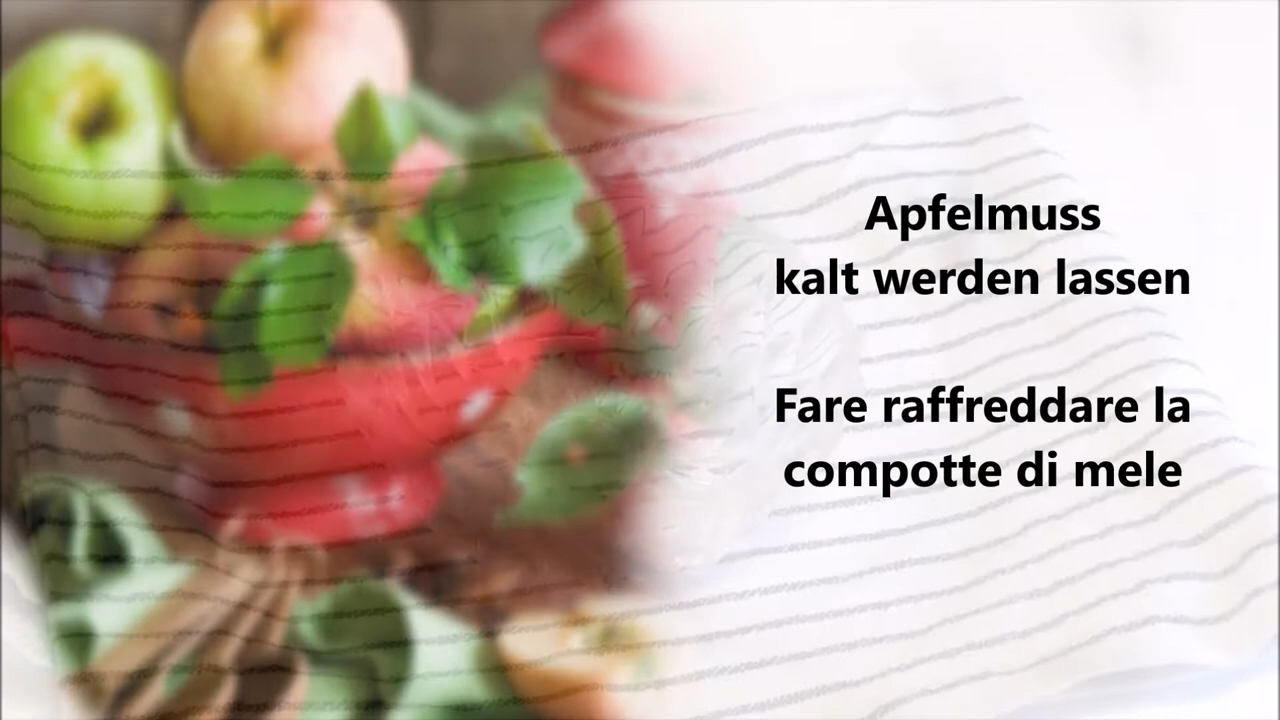 Apfelmuss
kalt werden lassen
Fare raffreddare la
compotte di mele